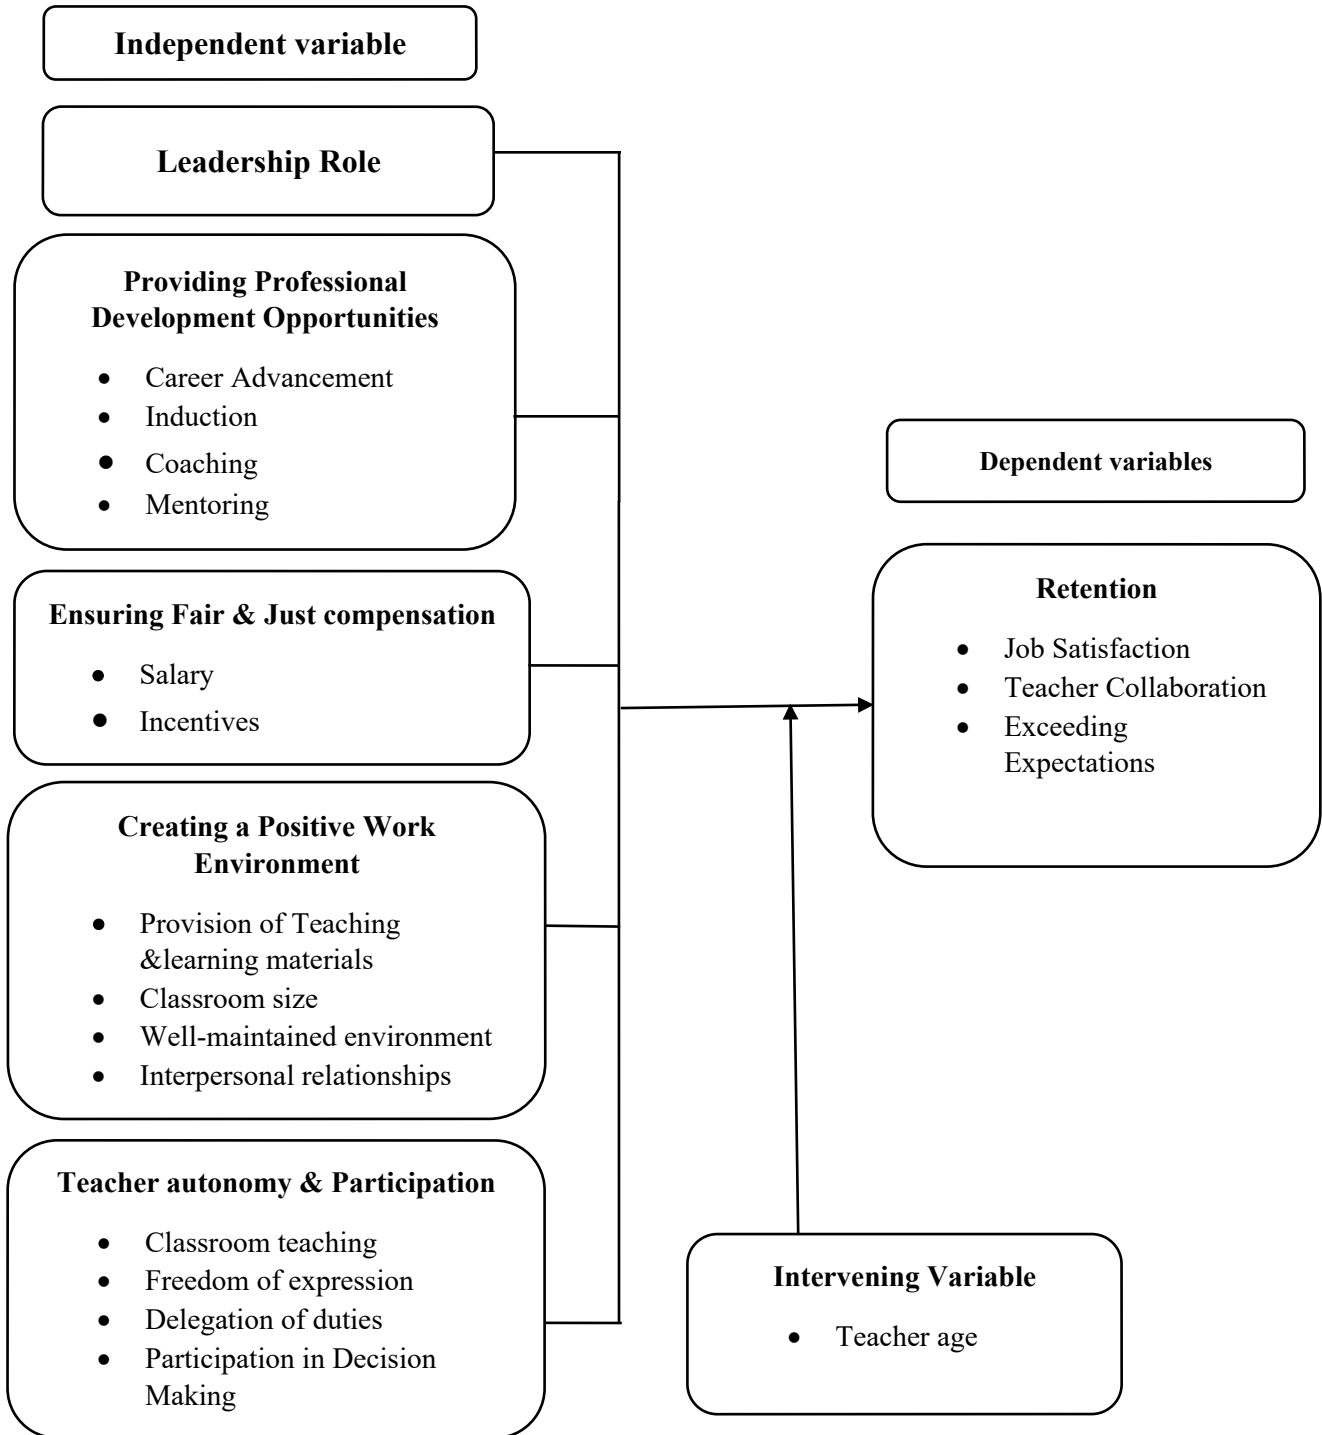 Independent variable
Leadership Role
Providing Professional
Development Opportunities
• Career Advancement
• Induction
• Coaching
• Mentoring
Ensuring Fair & Just compensation
• Salary
• Incentives
Creating a Positive Work
Environment
• Provision of Teaching
&learning materials
• Classroom size
• Well-maintained environment
• Interpersonal relationships
Teacher autonomy & Participation
• Classroom teaching
• Freedom of expression
• Delegation of duties
• Participation in Decision
Making
Dependent variables
Retention
• Job Satisfaction
• Teacher Collaboration
• Exceeding
Expectations
Intervening Variable
• Teacher age